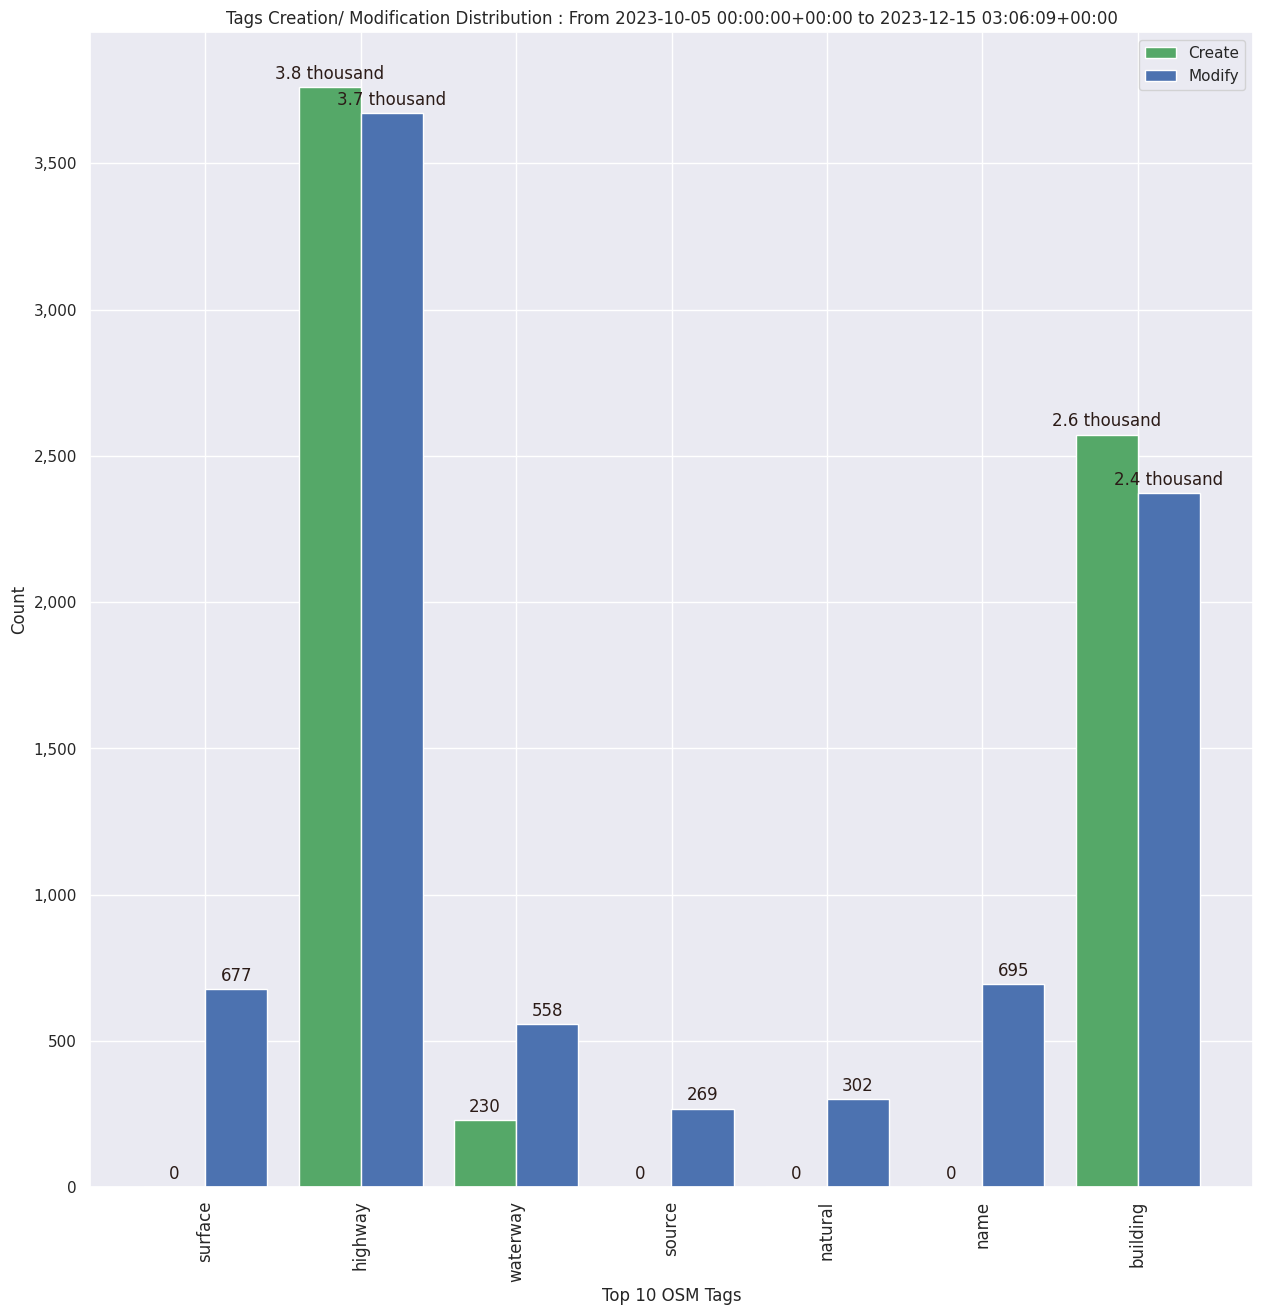 Tags Creation/ Modification Distribution : From 2023-10-05 00:00:00+00:00 to 2023-12-15 03:06:09+00:00
Create
Modify
3.8 thousand
3.7 thousand
3,500
3,000
2.6 thousand
2,500
2.4 thousand
2,000
Count
1,500
1,000
677
695
558
500
302
269
230
0
0
0
0
0
surface
highway
waterway
source
natural
name
building
Top 10 OSM Tags